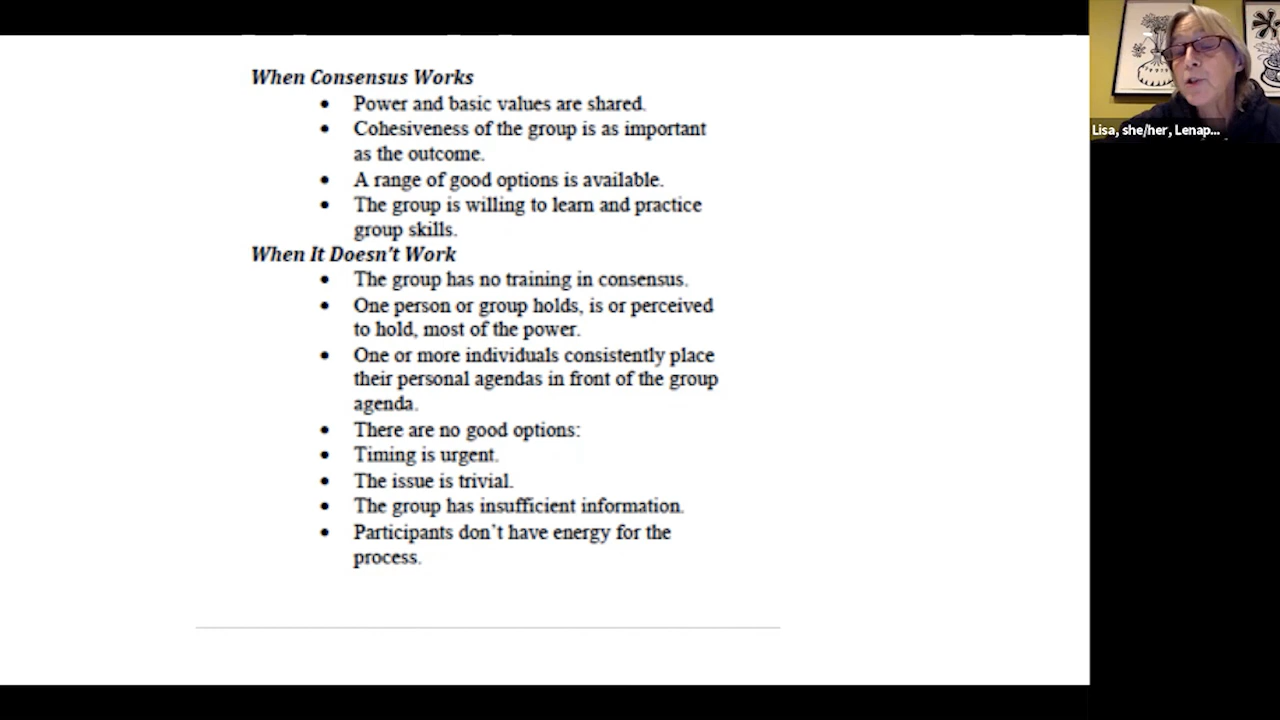 When Consensus Works
• Power and basic values are shared.
• Cohesiveness of the group is as important
as the outcome.
• A range of good options is available.
• The group is willing to learn and practice
group skills.
When It Doesn't Work
• The group has no training in consensus.
• One person or group holds, is or perceived
to hold, most of the power.
• One or more individuals consistently place
their personal agendas in front of the group
agenda.
• There are no good options:
• Timing is urgent.
• The issue is trivial.
• The group has insufficient information.
• Participants don't have energy for the
process.
Lisa, she/her, Lenap...